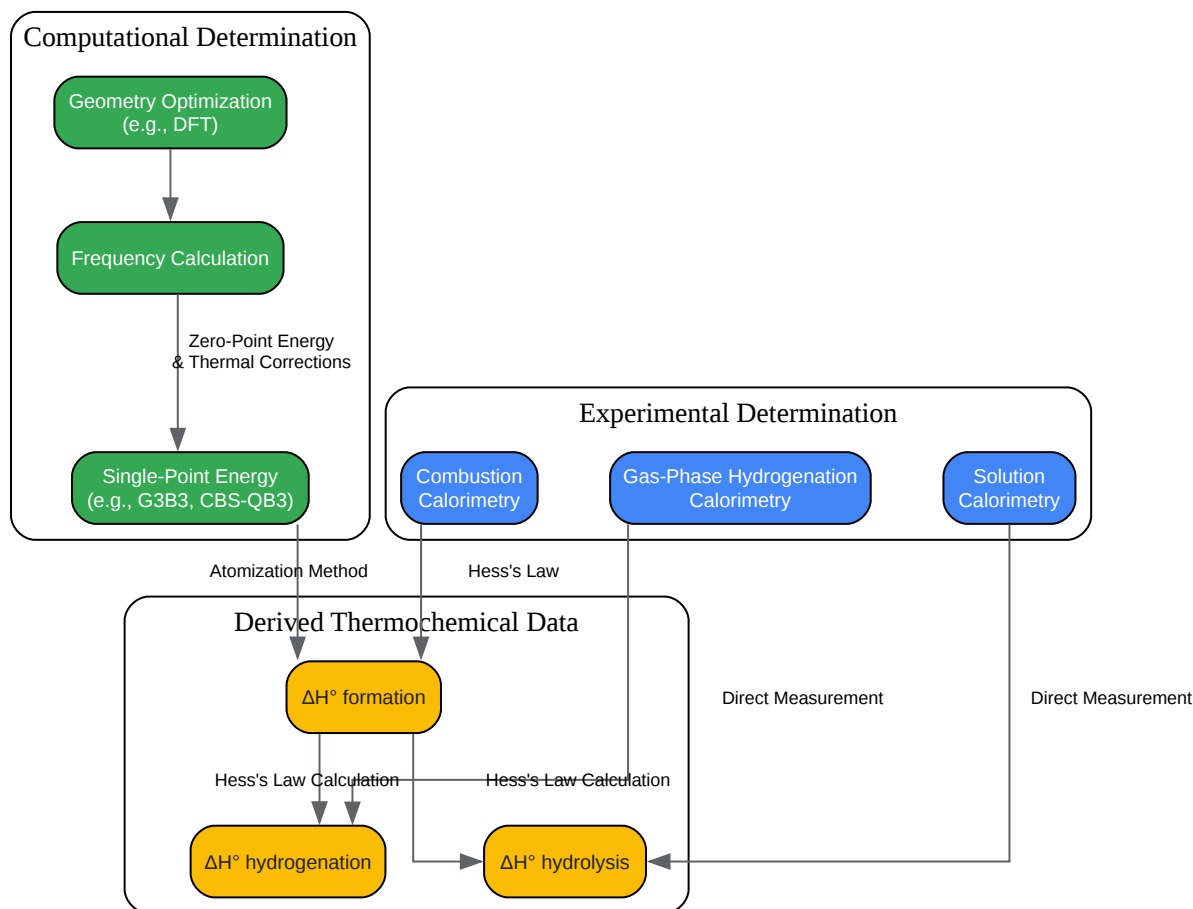 Computational Determination
Geometry Optimization
(e.g., DFT)
Frequency Calculation
Zero-Point Energy
& Thermal Corrections
Single-Point Energy
(e.g., G3B3, CBS-QB3)
Experimental Determination
Combustion
Calorimetry
Gas-Phase Hydrogenation
Calorimetry
Solution
Calorimetry
Atomization Method
Hess's Law
Derived Thermochemical Data
ΔH° formation
Direct Measurement
Direct Measurement
Hess's Law Calculation
Hess's Law Calculation
ΔH° hydrogenation
ΔH° hydrolysis